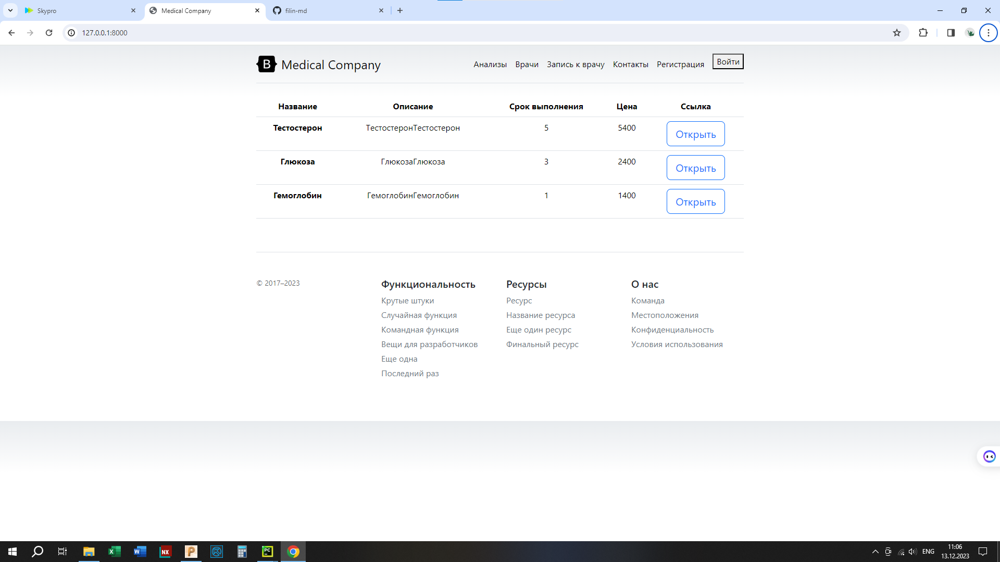 Skypro
Medical Company
filin-md
127.0.0.1:8000
B Medical Company Анализы Врачи Запись к врачу Контакты Регистрация Войти
Название Описание Срок выполнения Цена Ссылка
Тестостерон ТестостеронТестостерон 5 5400 Открыть
Глюкоза ГлюкозаГлюкоза 3 2400 Открыть
Гемоглобин ГемоглобинГемоглобин 1 1400 Открыть
© 2017–2023
Функциональность
Крутые штуки
Случайная функция
Командная функция
Вещи для разработчиков
Еще одна
Последний раз
Ресурсы
Ресурс
Название ресурса
Еще один ресурс
Финальный ресурс
О нас
Команда
Местоположения
Конфиденциальность
Условия использования
NX
P
PC
ENG
11:06
13.12.2023